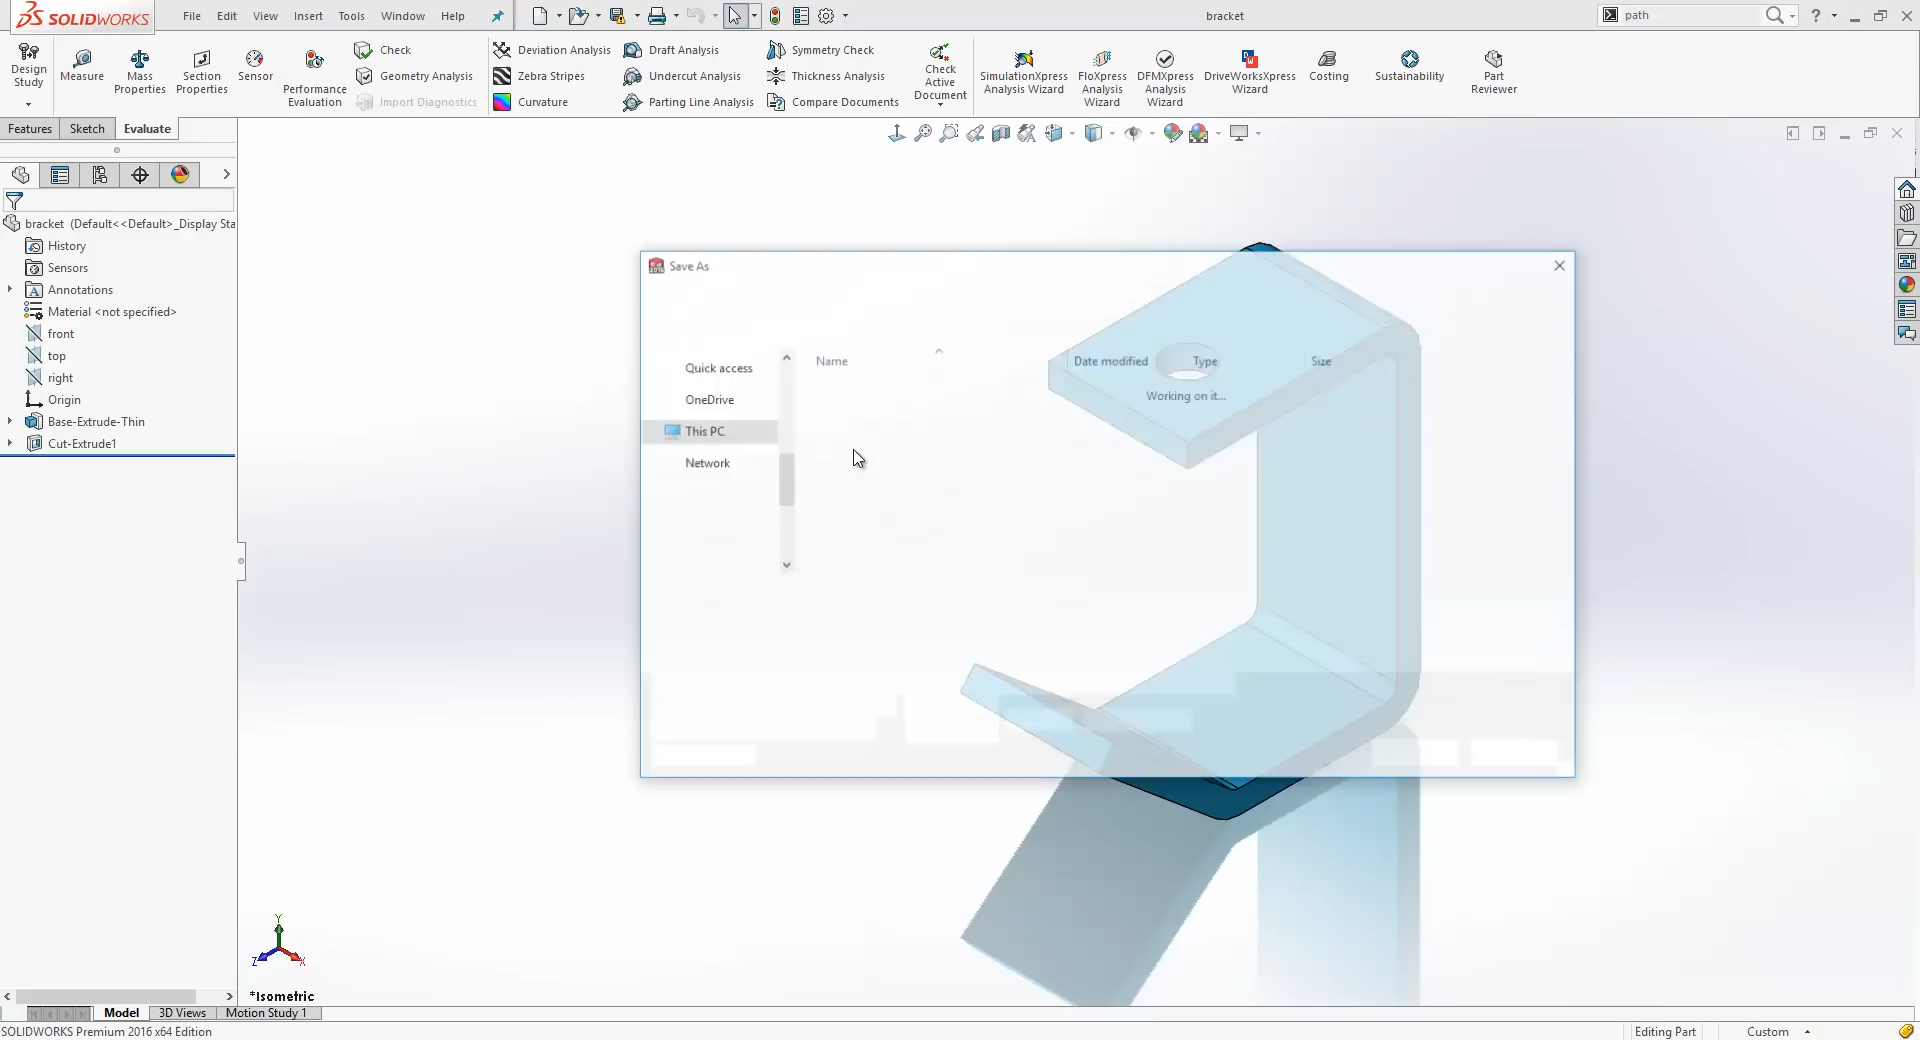 SOLIDWORKS
File Edit View Insert Tools Window Help
bracket
path
Design Study
Measure
Mass Properties
Section Properties
Sensor
Performance Evaluation
Check
Geometry Analysis
Import Diagnostics
Deviation Analysis
Zebra Stripes
Curvature
Draft Analysis
Undercut Analysis
Parting Line Analysis
Symmetry Check
Thickness Analysis
Compare Documents
Check Active Document
SimulationXpress Analysis Wizard
FloXpress Analysis Wizard
DFMXpress Analysis Wizard
DriveWorksXpress Wizard
Costing
Sustainability
Part Reviewer
Features Sketch Evaluate
bracket (Default<<Default>_Display Sta
History
Sensors
Annotations
Material <not specified>
front
top
right
Origin
Base-Extrude-Thin
Cut-Extrude1
Save As
Quick access
OneDrive
This PC
Network
Name Date modified Type Size
Working on it...
Y
Z
X
*Isometric
Model 3D Views Motion Study 1
SOLIDWORKS Premium 2016 x64 Edition
Editing Part Custom